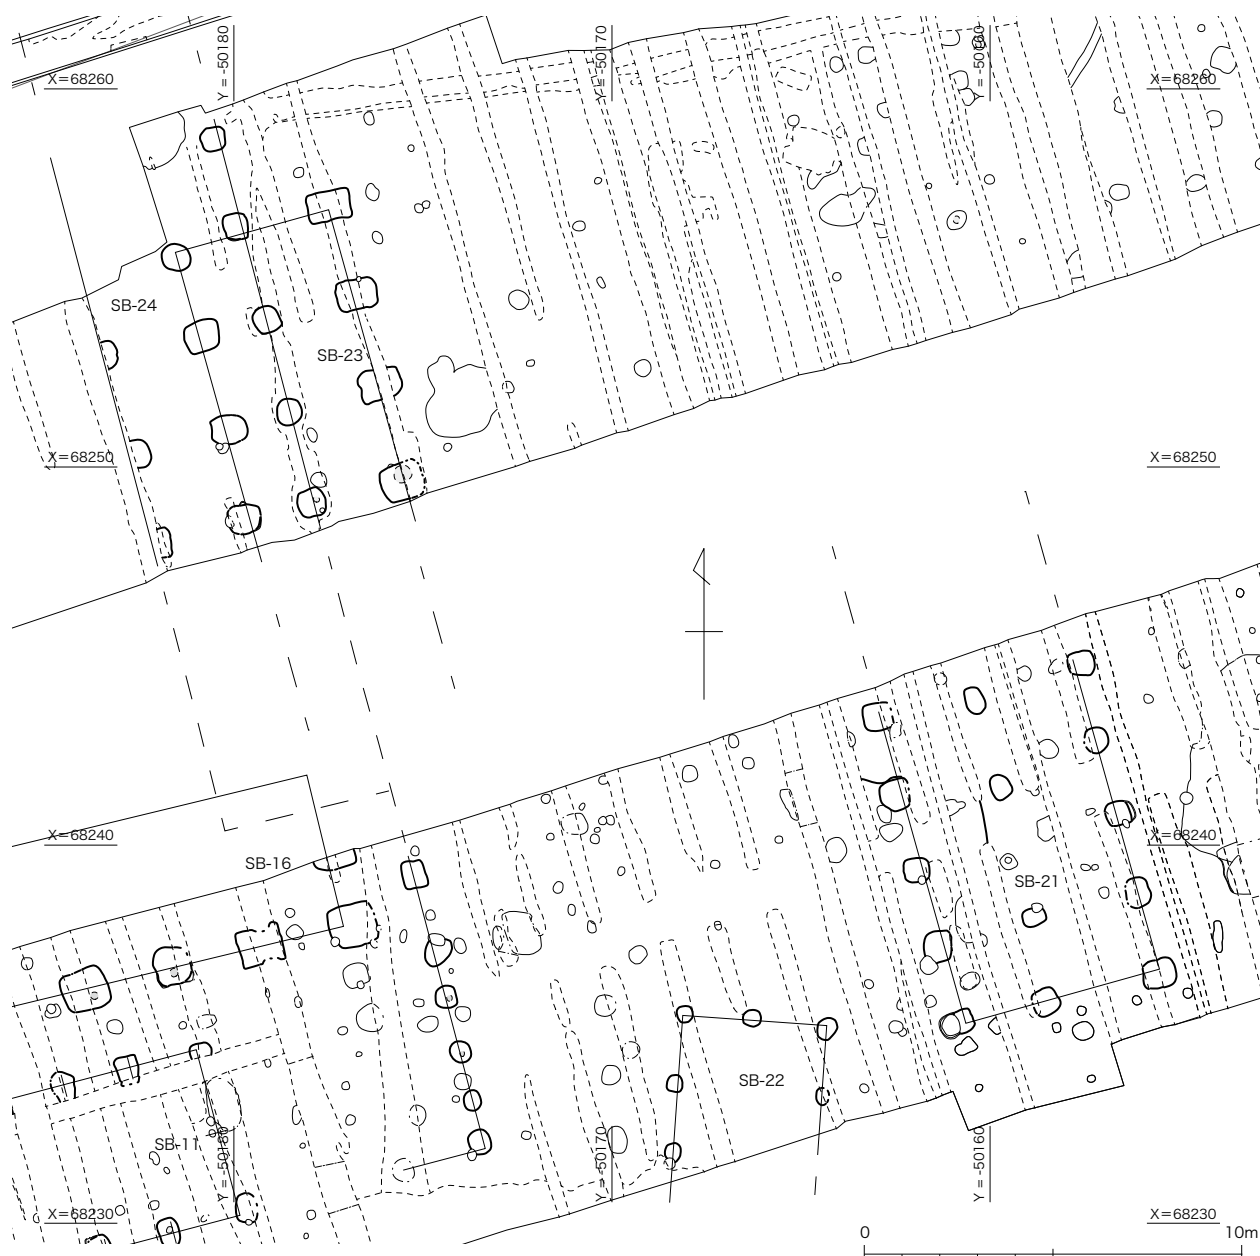 Y = -50180
Y = -50170
Y = -50160
X=68260
X=68260
SB-24
SB-23
X=68250
X=68250
X=68240
X=68240
SB-16
SB-21
SB-22
SB-11
Y = -50180
Y = -50170
Y = -50160
X=68230
X=68230
0
10m